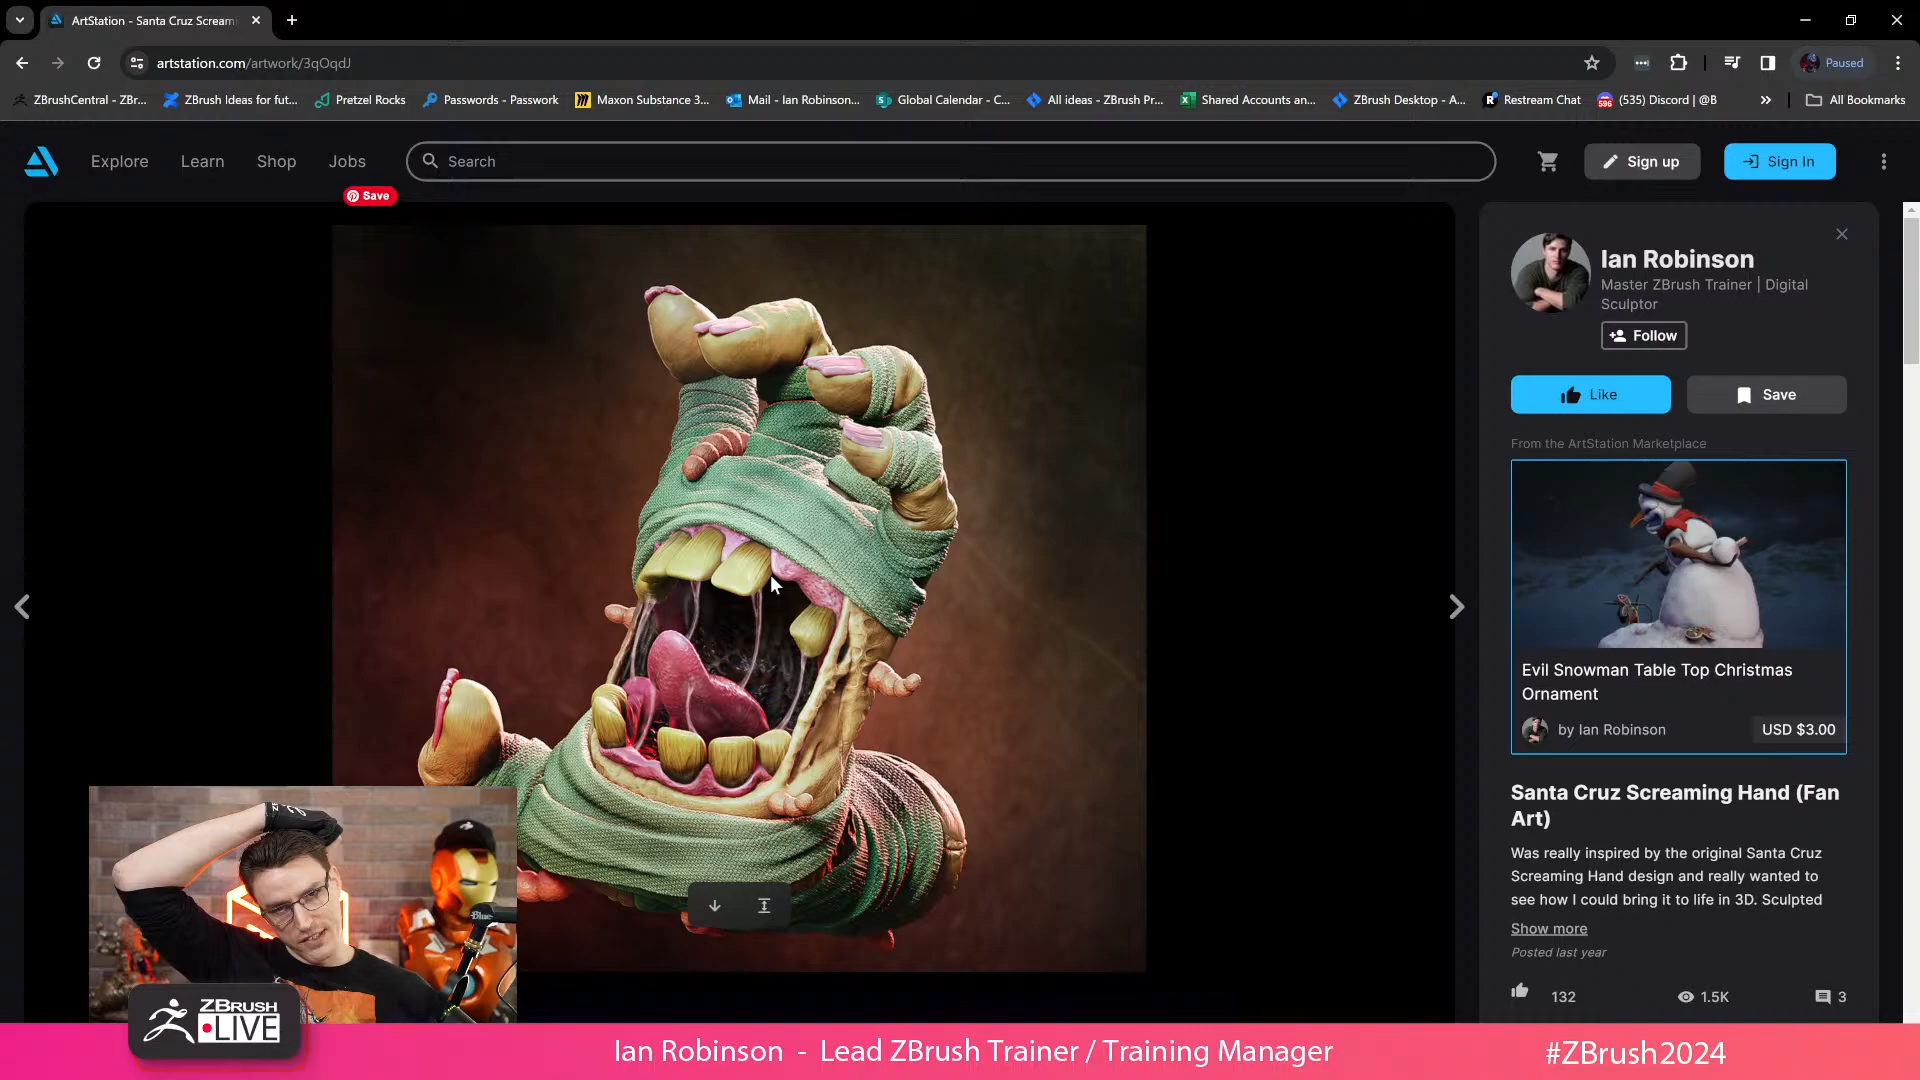 ArtStation - Santa Cruz Scream
artstation.com/artwork/3qOqdJ
Paused
ZBrushCentral - ZBr...
ZBrush Ideas for fut...
Pretzel Rocks
Passwords - Passwork
Maxon Substance 3...
Mail - Ian Robinson...
Global Calendar - C...
All ideas - ZBrush Pr...
Shared Accounts an...
ZBrush Desktop - A...
Restream Chat
(535) Discord | @B
All Bookmarks
Explore
Learn
Shop
Jobs
Search
Sign up
Sign In
Save
Ian Robinson
Master ZBrush Trainer | Digital
Sculptor
Follow
Like
Save
From the ArtStation Marketplace
Evil Snowman Table Top Christmas
Ornament
by Ian Robinson
USD $3.00
Santa Cruz Screaming Hand (Fan
Art)
Was really inspired by the original Santa Cruz
Screaming Hand design and really wanted to
see how I could bring it to life in 3D. Sculpted
Show more
Posted last year
132
1.5K
3
Blue
ZBRUSH
LIVE
Ian Robinson - Lead ZBrush Trainer / Training Manager
#ZBrush2024